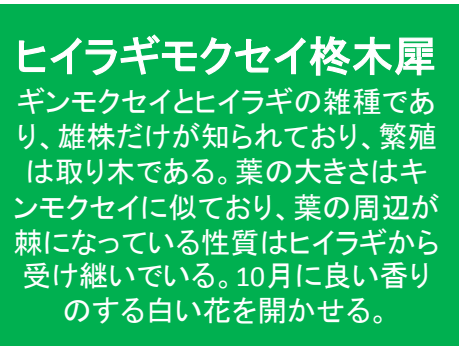 ヒイラギモクセイ柊木犀
ギンモクセイとヒイラギの雑種であ
り、雄株だけが知られており、繁殖
は取り木である。葉の大きさはキ
ンモクセイに似ており、葉の周辺が
棘になっている性質はヒイラギから
受け継いでいる。10月に良い香り
のする白い花を開かせる。